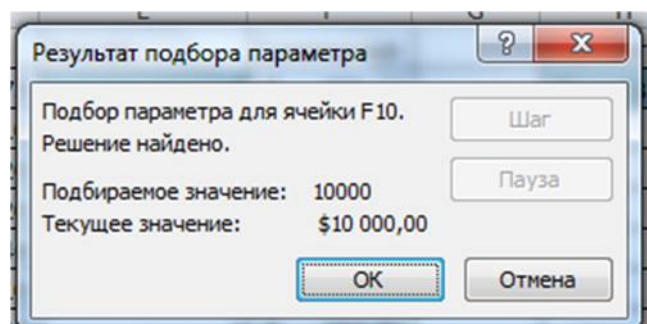 Результат подбора параметра
Подбор параметра для ячейки F10.
Решение найдено.
Подбираемое значение: 10000
Текущее значение: $10 000,00
Шаг
Пауза
ОК
Отмена